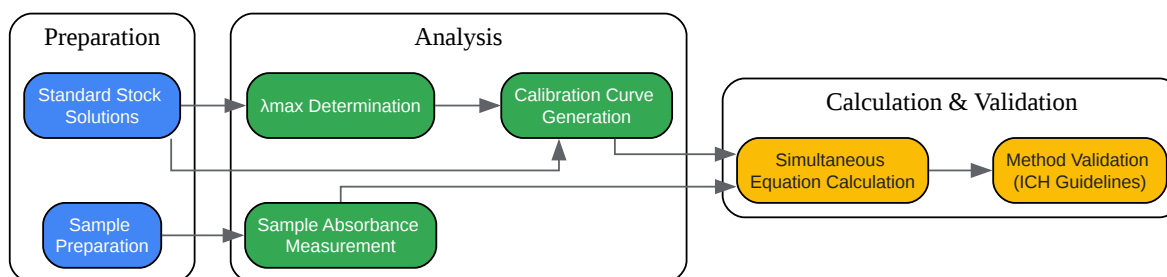 Preparation
Standard Stock
Solutions
Sample
Preparation
Analysis
λmax Determination
Calibration Curve
Generation
Sample Absorbance
Measurement
Calculation & Validation
Simultaneous
Equation Calculation
Method Validation
(ICH Guidelines)